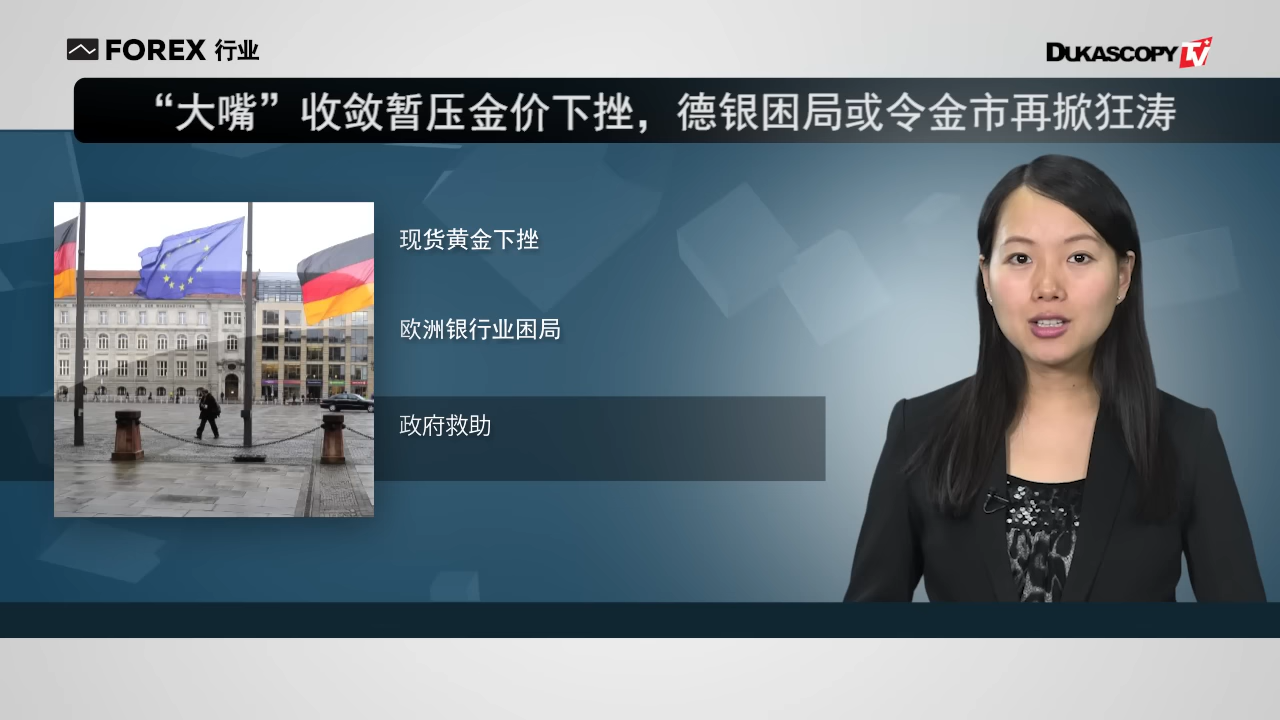 FOREX 行业
DUKASCOPY TV
“大嘴”收敛暂压金价下挫，德银困局或令金市再掀狂涛
现货黄金下挫
欧洲银行业困局
政府救助